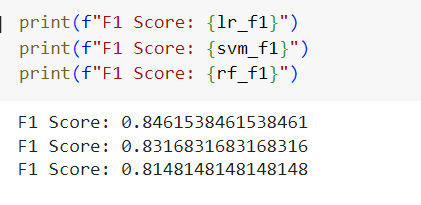 print(f"F1 Score: {lr_f1}")
print(f"F1 Score: {svm_f1}")
print(f"F1 Score: {rf_f1}")
F1 Score: 0.8461538461538461
F1 Score: 0.8316831683168316
F1 Score: 0.8148148148148148